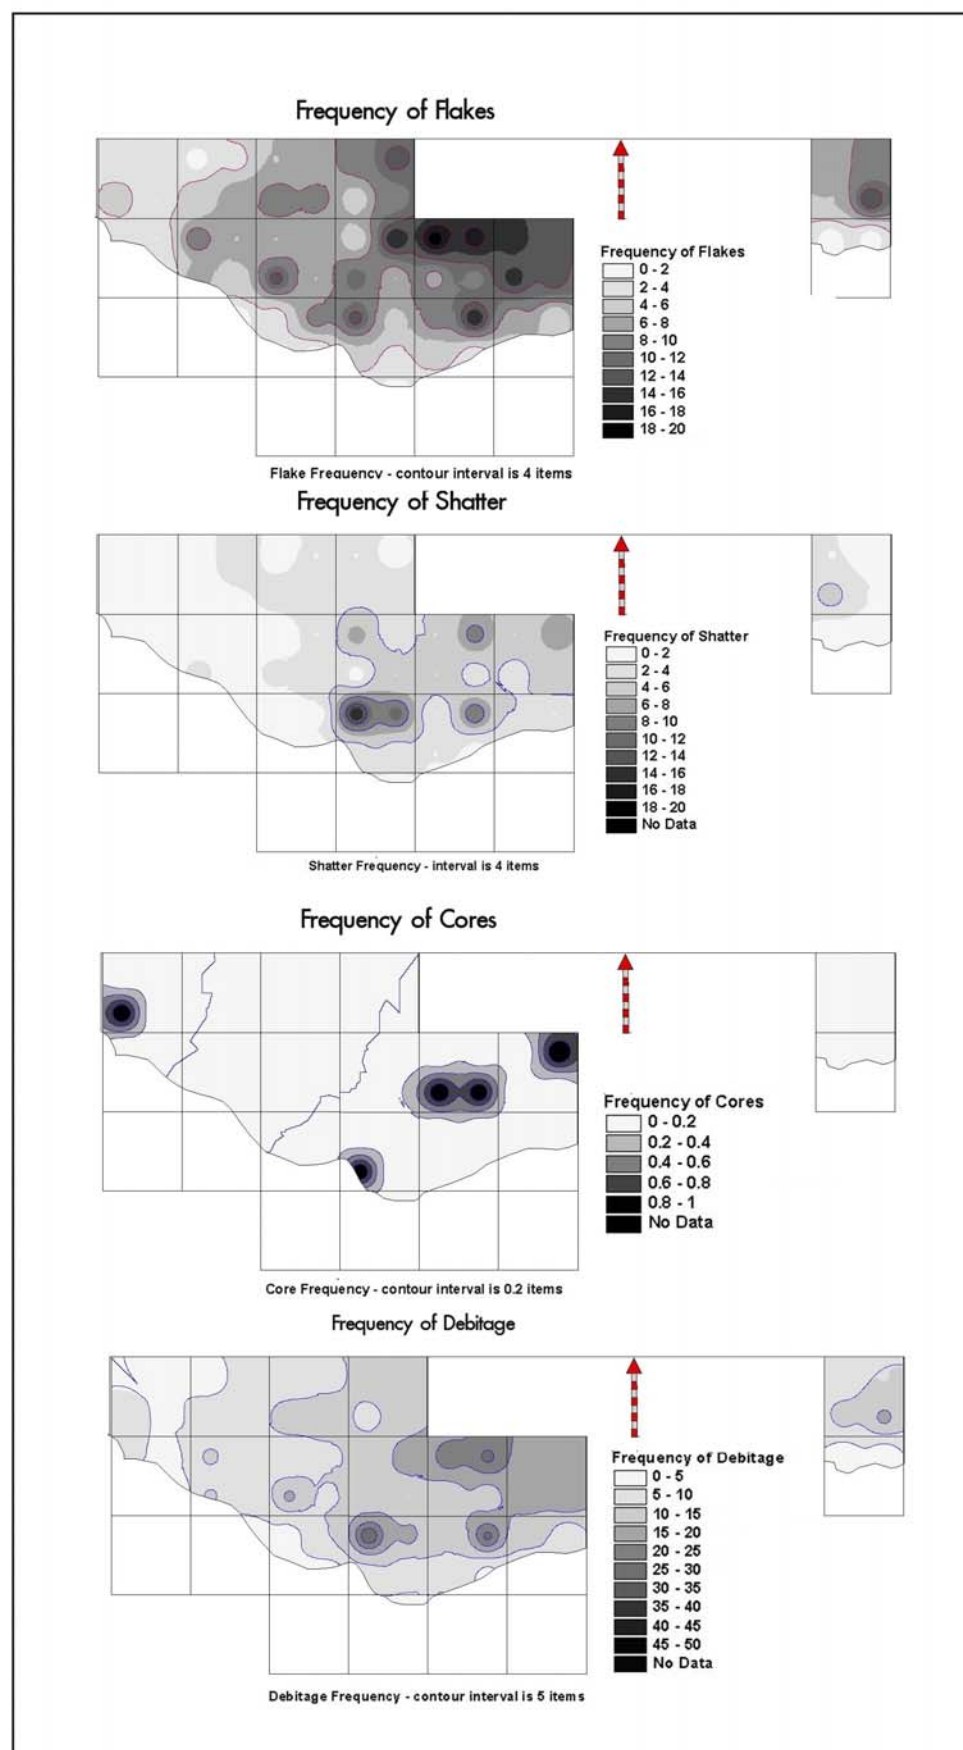 Frequency of Flakes
Frequency of Flakes
0 - 2
2 - 4
4 - 6
6 - 8
8 - 10
10 - 12
12 - 14
14 - 16
16 - 18
18 - 20
Flake Frequency - contour interval is 4 items
Frequency of Shatter
Frequency of Shatter
0 - 2
2 - 4
4 - 6
6 - 8
8 - 10
10 - 12
12 - 14
14 - 16
16 - 18
18 - 20
No Data
Shatter Frequency - interval is 4 items
Frequency of Cores
Frequency of Cores
0 - 0.2
0.2 - 0.4
0.4 - 0.6
0.6 - 0.8
0.8 - 1
No Data
Core Frequency - contour interval is 0.2 items
Frequency of Debitage
Frequency of Debitage
0 - 5
5 - 10
10 - 15
15 - 20
20 - 25
25 - 30
30 - 35
35 - 40
40 - 45
45 - 50
No Data
Debitage Frequency - contour interval is 5 items